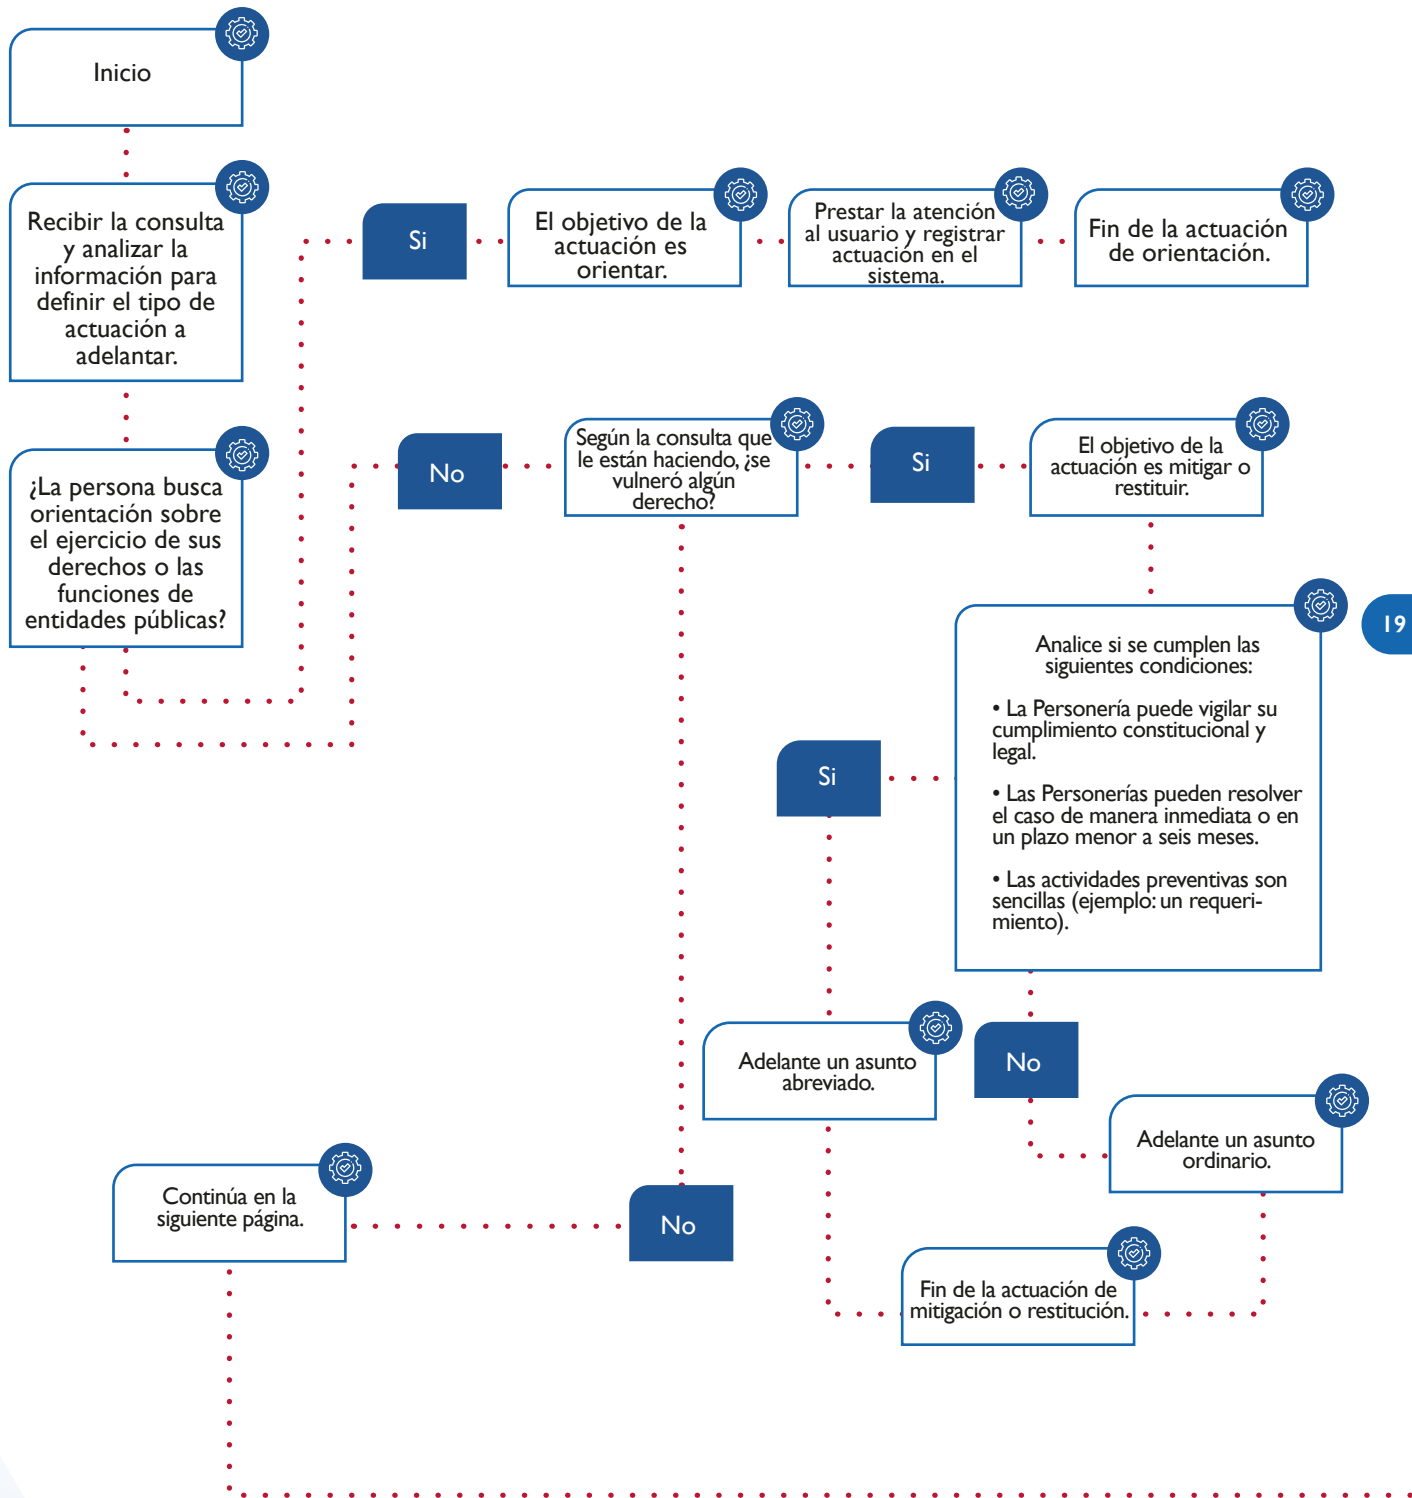 Inicio
Recibir la consulta
y analizar la
información para
definir el tipo de
actuación a
adelantar.
¿La persona busca
orientación sobre
el ejercicio de sus
derechos o las
funciones de
entidades públicas?
Si
El objetivo de la
actuación es
orientar.
Prestar la atención
al usuario y registrar
actuación en el
sistema.
Fin de la actuación
de orientación.
No
Según la consulta que
le están haciendo, ¿se
vulneró algún
derecho?
Si
El objetivo de la
actuación es mitigar o
restituir.
19
Analice si se cumplen las
siguientes condiciones:
• La Personería puede vigilar su
cumplimiento constitucional y
legal.
• Las Personerías pueden resolver
el caso de manera inmediata o en
un plazo menor a seis meses.
• Las actividades preventivas son
sencillas (ejemplo: un requeri-
miento).
Si
Adelante un asunto
abreviado.
No
Adelante un asunto
ordinario.
Fin de la actuación de
mitigación o restitución.
No
Continúa en la
siguiente página.